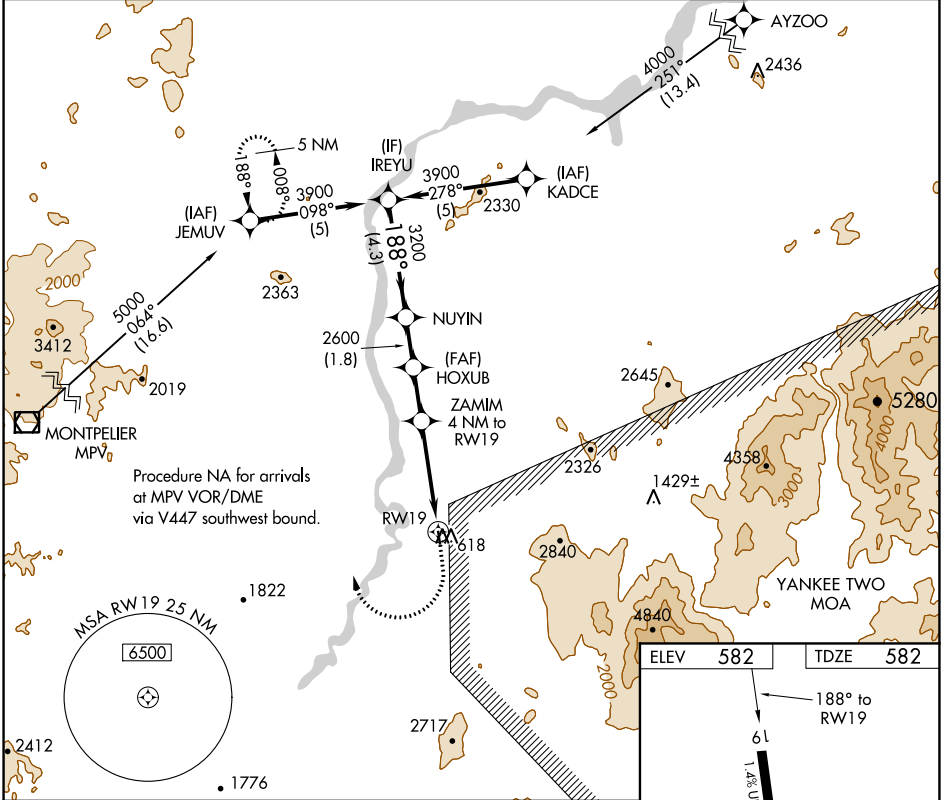 AYZOO
2436
4000
251°
(13.4)
5 NM
(IF)
IREYU
188°
008°
3900
098°
(5)
3900
278°
(5)
(IAF)
KADCE
2330
(IAF)
JEMUV
3200
188°
(4.3)
2363
2000
5000
064°
(16.6)
NUYIN
3412
2600
(1.8)
(FAF)
HOXUB
2019
2645
5280
ZAMIM
4 NM to
RW19
4000
MONTPELIER
MPV
2326
4358
3000
Procedure NA for arrivals
at MPV VOR/DME
via V447 southwest bound.
1429±
RW19
618
2840
1822
YANKEE TWO
MOA
MSA RW19 25 NM
6500
4840
2000
ELEV 582
TDZE 582
188° to
RW19
19
2717
2412
1776